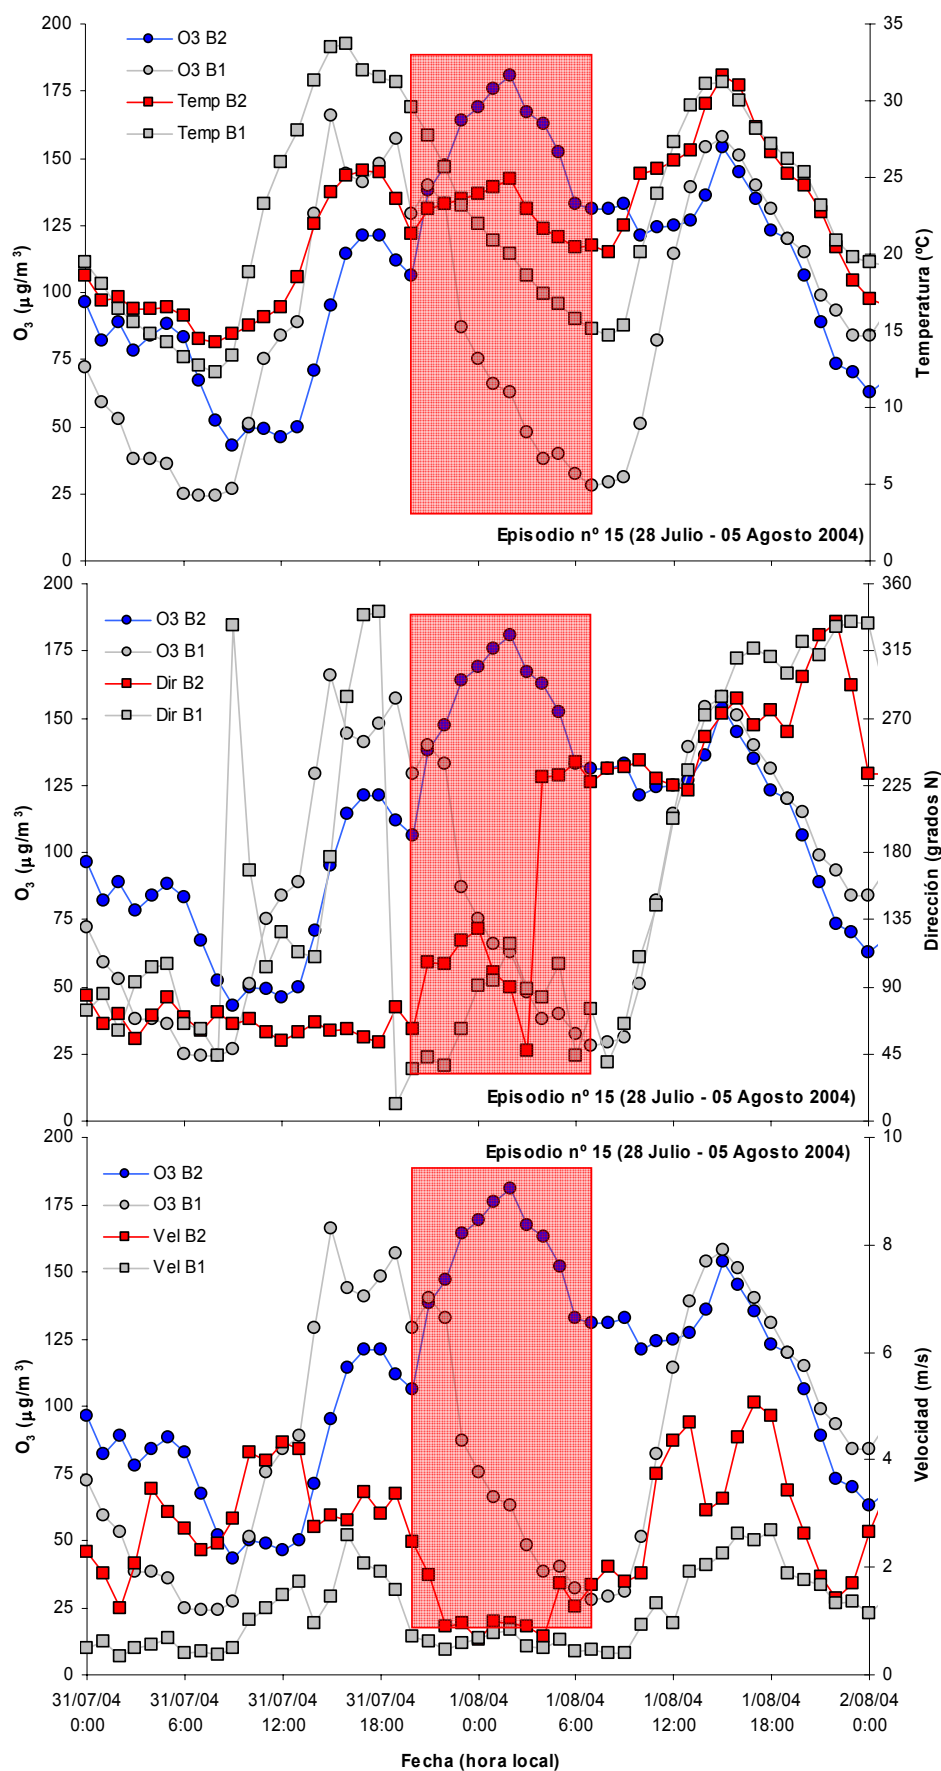 200
175
150
125
100
75
50
25
0
O3 (µg/m3)
O3 B2
O3 B1
Temp B2
Temp B1
35
30
25
20
15
10
5
0
Temperatura (ºC)
Episodio nº 15 (28 Julio - 05 Agosto 2004)
200
175
150
125
100
75
50
25
0
O3 (µg/m3)
O3 B2
O3 B1
Dir B2
Dir B1
360
315
270
225
180
135
90
45
0
Dirección (grados N)
Episodio nº 15 (28 Julio - 05 Agosto 2004)
200
175
150
125
100
75
50
25
0
O3 (µg/m3)
Episodio nº 15 (28 Julio - 05 Agosto 2004)
O3 B2
O3 B1
Vel B2
Vel B1
10
8
6
4
2
0
Velocidad (m/s)
31/07/04 31/07/04 31/07/04 31/07/04 1/08/04 1/08/04 1/08/04 1/08/04 2/08/04
0:00 6:00 12:00 18:00 0:00 6:00 12:00 18:00 0:00
Fecha (hora local)